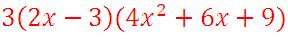 3(2x − 3)(4x² + 6x + 9)